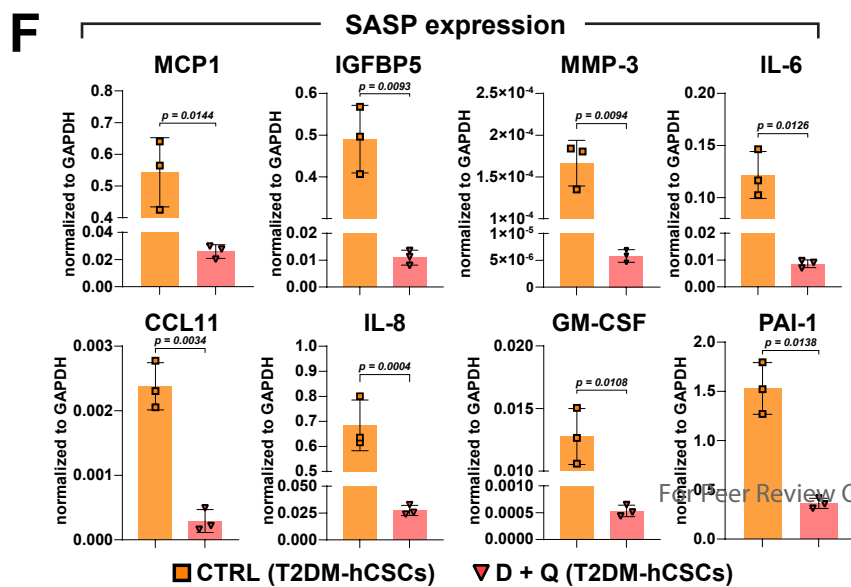 F
SASP expression
MCP1
normalized to GAPDH
0.8
0.7
0.6
0.5
0.4
0.04
0.02
0.00
p = 0.0144
IGFBP5
normalized to GAPDH
0.6
0.5
0.4
0.02
0.01
0.00
p = 0.0093
MMP-3
normalized to GAPDH
2.5×10⁻⁴
2×10⁻⁴
1.5×10⁻⁴
1×10⁻⁴
1×10⁻⁵
5×10⁻⁶
0.00
p = 0.0094
IL-6
normalized to GAPDH
0.20
0.15
0.10
0.02
0.01
0.00
p = 0.0126
CCL11
normalized to GAPDH
0.003
0.002
0.001
0.000
p = 0.0034
IL-8
normalized to GAPDH
1.0
0.9
0.8
0.7
0.6
0.5
0.050
0.025
0.000
p = 0.0004
GM-CSF
normalized to GAPDH
0.020
0.015
0.010
0.0010
0.0005
0.0000
p = 0.0108
PAI-1
normalized to GAPDH
2.0
1.5
1.0
0.5
0.0
p = 0.0138
For Peer Review O
CTRL (T2DM-hCSCs)
D + Q (T2DM-hCSCs)